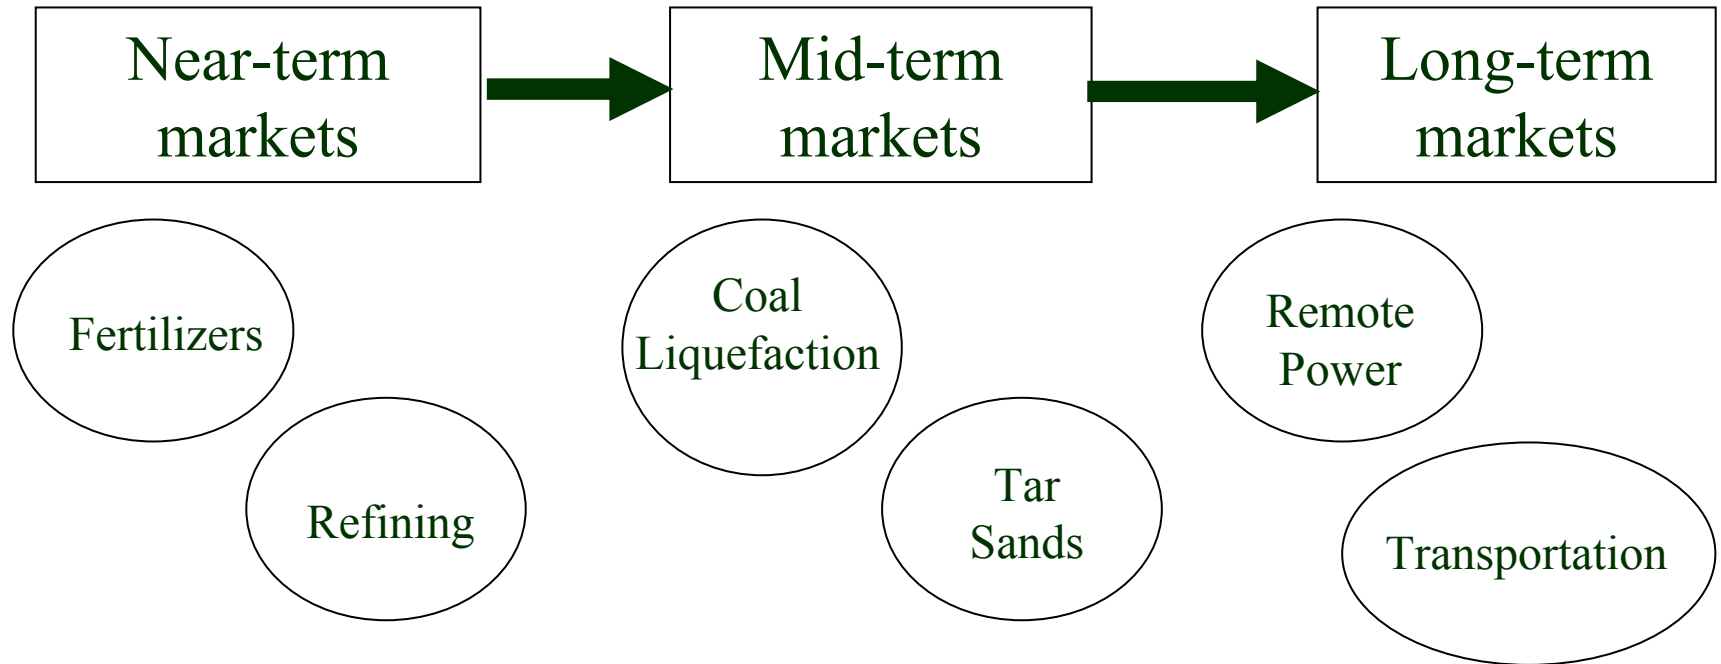 Near-term
markets
Mid-term
markets
Long-term
markets
Fertilizers
Refining
Coal
Liquefaction
Tar
Sands
Remote
Power
Transportation